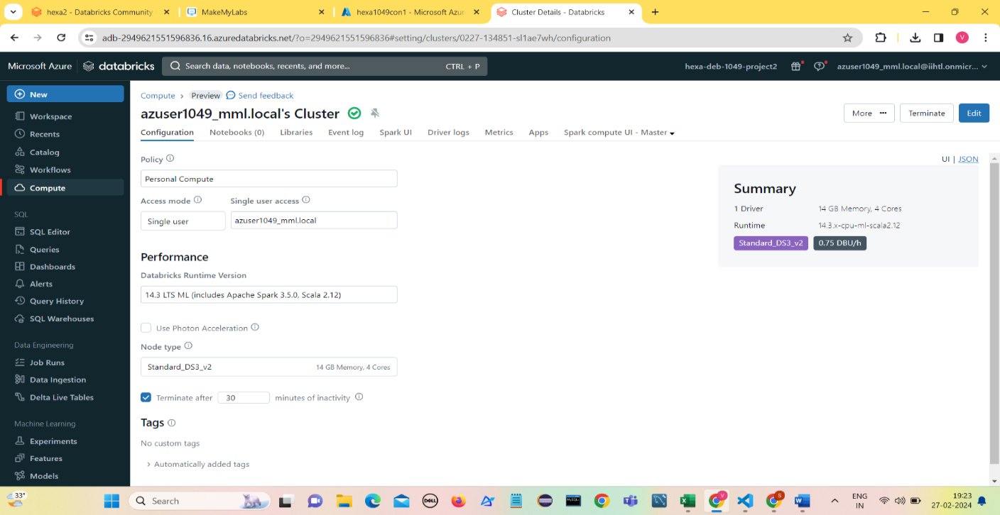 hexa2 - Databricks Community
MakeMyLabs
hexa1049con1 - Microsoft Azur
Cluster Details - Databricks
adb-2949621551596836.16.azuredatabricks.net/?o=2949621551596836#setting/clusters/0227-134851-sl1ae7wh/configuration
V
Microsoft Azure
databricks
Search data, notebooks, recents, and more...
CTRL + P
hexa-deb-1049-project2
azuser1049_mml.local@iihtl.onmicr...
New
Workspace
Recents
Catalog
Workflows
Compute
SQL
SQL Editor
Queries
Dashboards
Alerts
Query History
SQL Warehouses
Data Engineering
Job Runs
Data Ingestion
Delta Live Tables
Machine Learning
Experiments
Features
Models
Compute
Preview
Send feedback
azuser1049_mml.local's Cluster
More
Terminate
Edit
Configuration
Notebooks (0)
Libraries
Event log
Spark UI
Driver logs
Metrics
Apps
Spark compute UI - Master
UI | JSON
Policy
Personal Compute
Access mode
Single user access
Single user
azuser1049_mml.local
Performance
Databricks Runtime Version
14.3 LTS ML (includes Apache Spark 3.5.0, Scala 2.12)
Use Photon Acceleration
Node type
Standard_DS3_v2
14 GB Memory, 4 Cores
Terminate after 30 minutes of inactivity
Tags
No custom tags
Automatically added tags
Summary
1 Driver
14 GB Memory, 4 Cores
Runtime
14.3.x-cpu-ml-scala2.12
Standard_DS3_v2
0.75 DBU/h
33°
Search
DELL
V
S
ENG
IN
19:23
27-02-2024